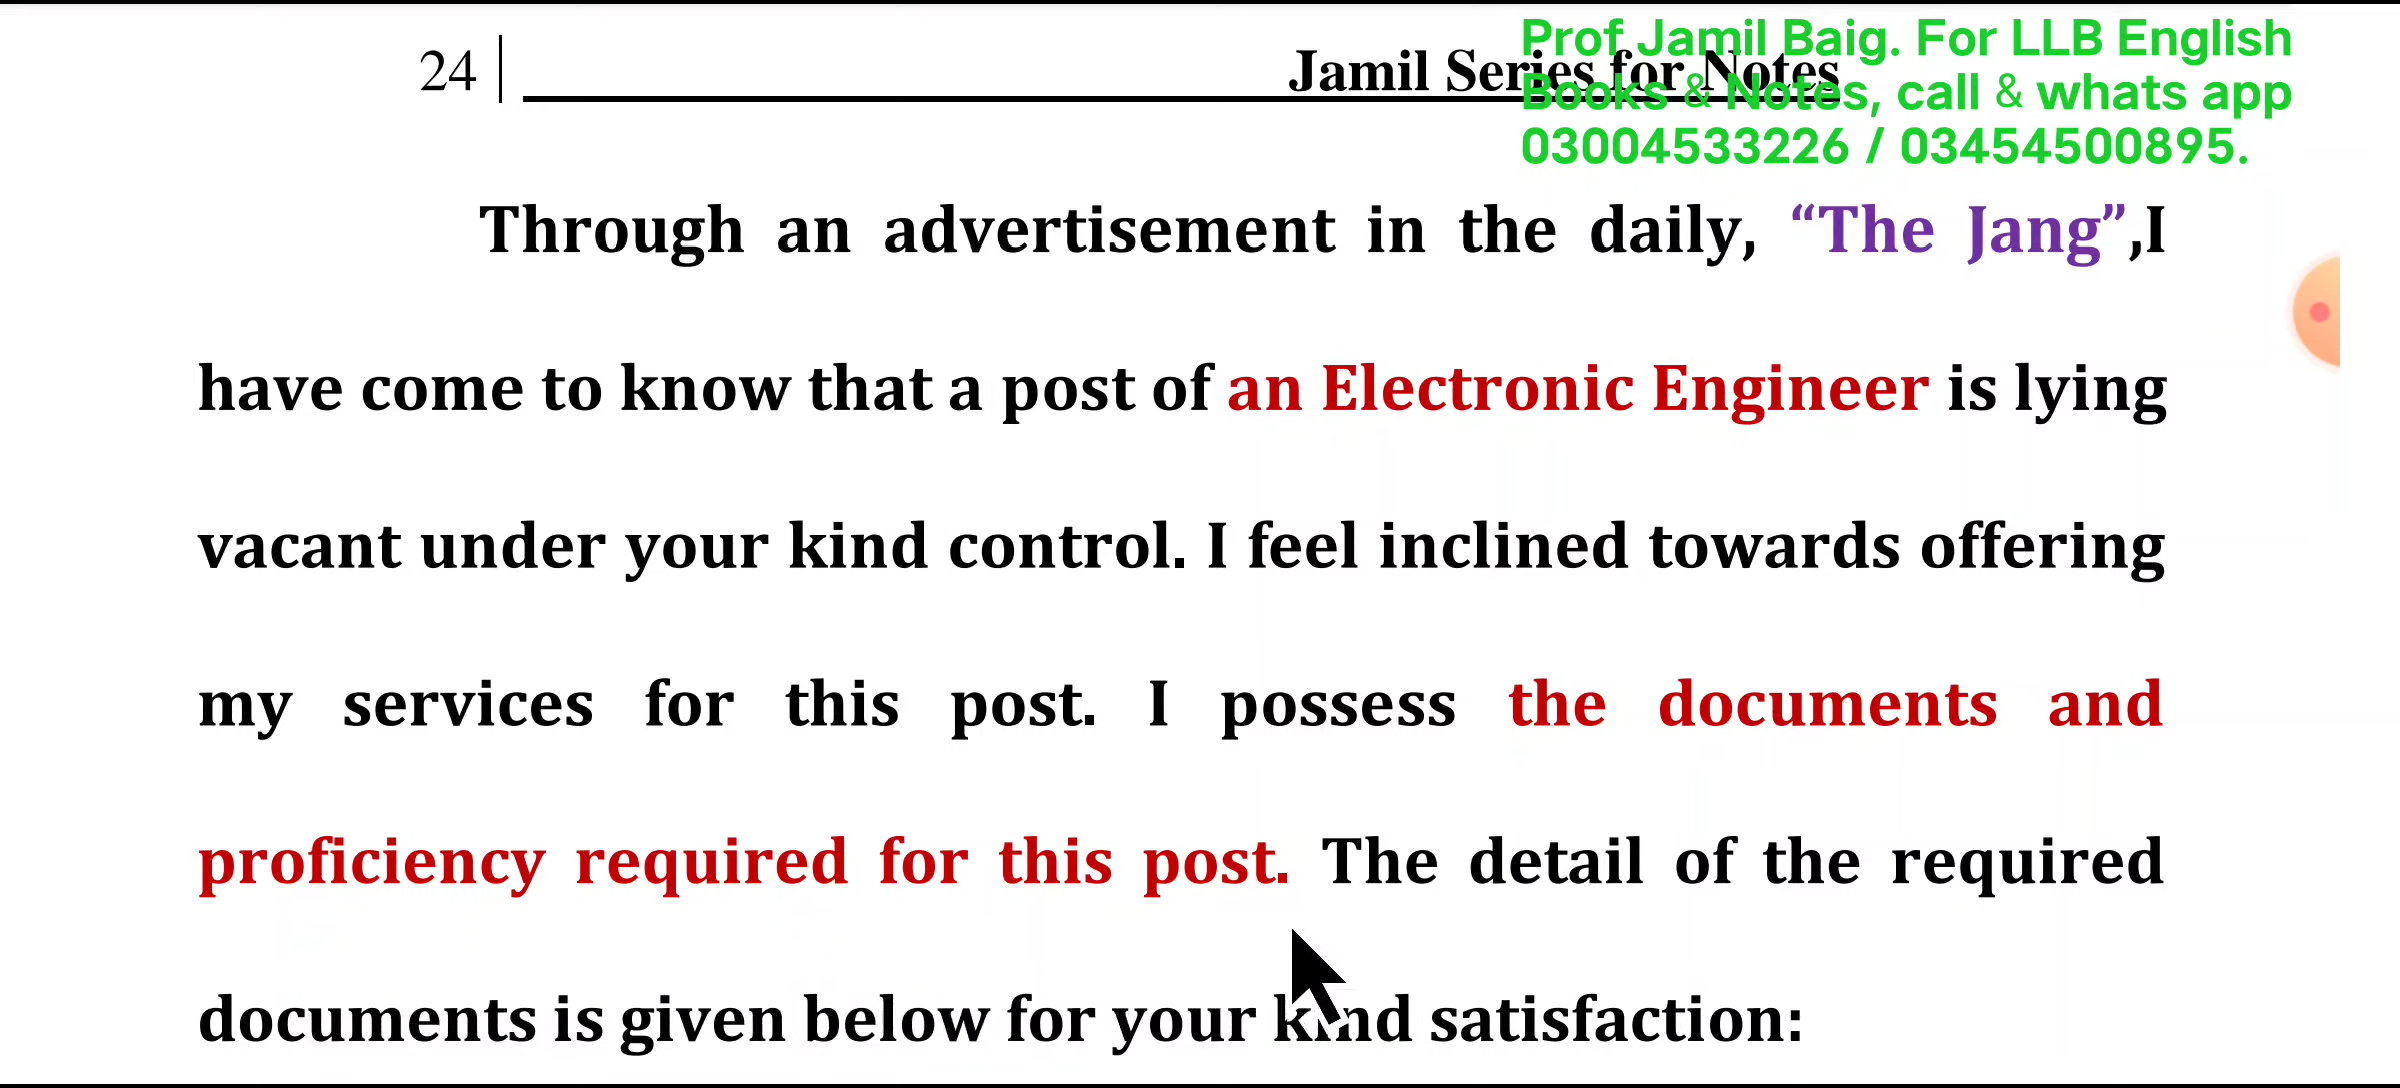 24
Jamil Series for Notes
Prof Jamil Baig. For LLB English
Books & Notes, call & whats app
03004533226 / 03454500895.
Through an advertisement in the daily, “The Jang”,I
have come to know that a post of an Electronic Engineer is lying
vacant under your kind control. I feel inclined towards offering
my services for this post. I possess the documents and
proficiency required for this post. The detail of the required
documents is given below for your kind satisfaction: